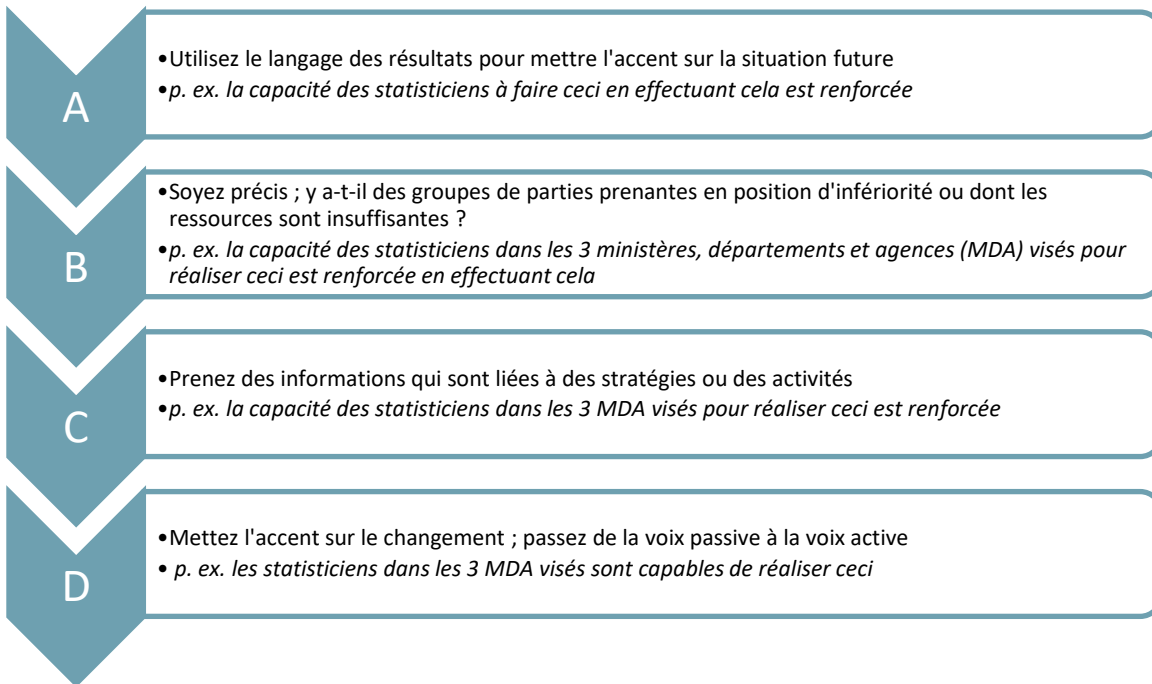 A
•Utilisez le langage des résultats pour mettre l'accent sur la situation future
•p. ex. la capacité des statisticiens à faire ceci en effectuant cela est renforcée
B
•Soyez précis ; y a-t-il des groupes de parties prenantes en position d'infériorité ou dont les
ressources sont insuffisantes ?
•p. ex. la capacité des statisticiens dans les 3 ministères, départements et agences (MDA) visés pour
réaliser ceci est renforcée en effectuant cela
C
•Prenez des informations qui sont liées à des stratégies ou des activités
•p. ex. la capacité des statisticiens dans les 3 MDA visés pour réaliser ceci est renforcée
D
•Mettez l'accent sur le changement ; passez de la voix passive à la voix active
• p. ex. les statisticiens dans les 3 MDA visés sont capables de réaliser ceci